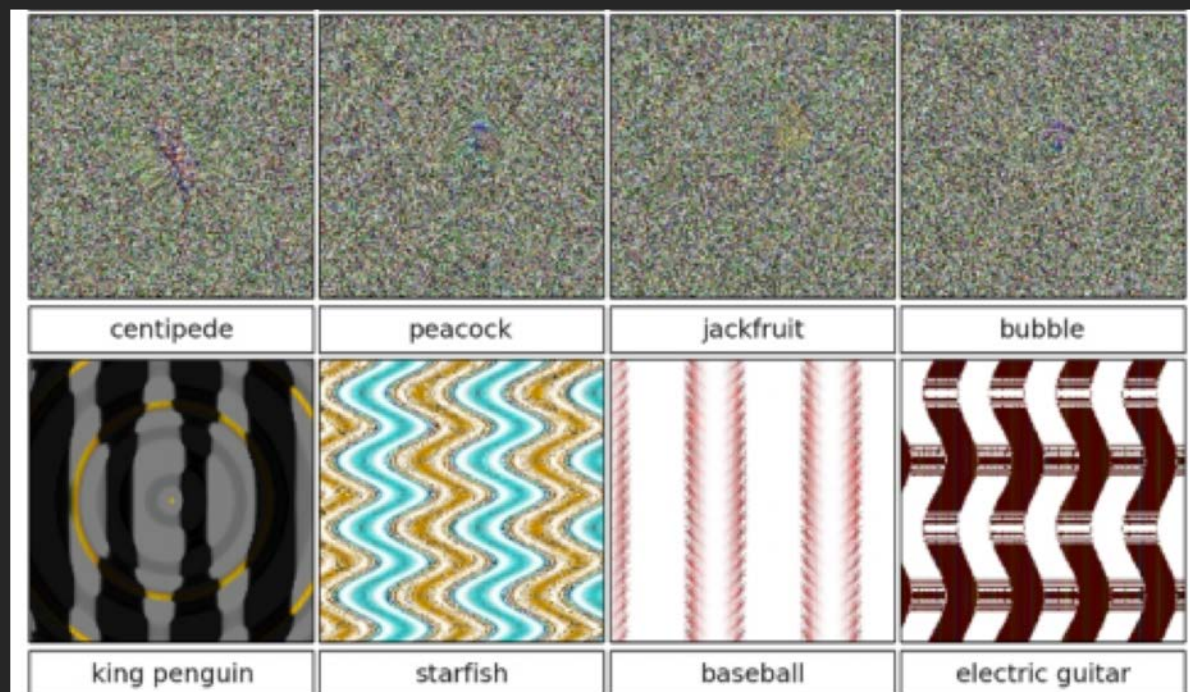 centipede
peacock
jackfruit
bubble
king penguin
starfish
baseball
electric guitar